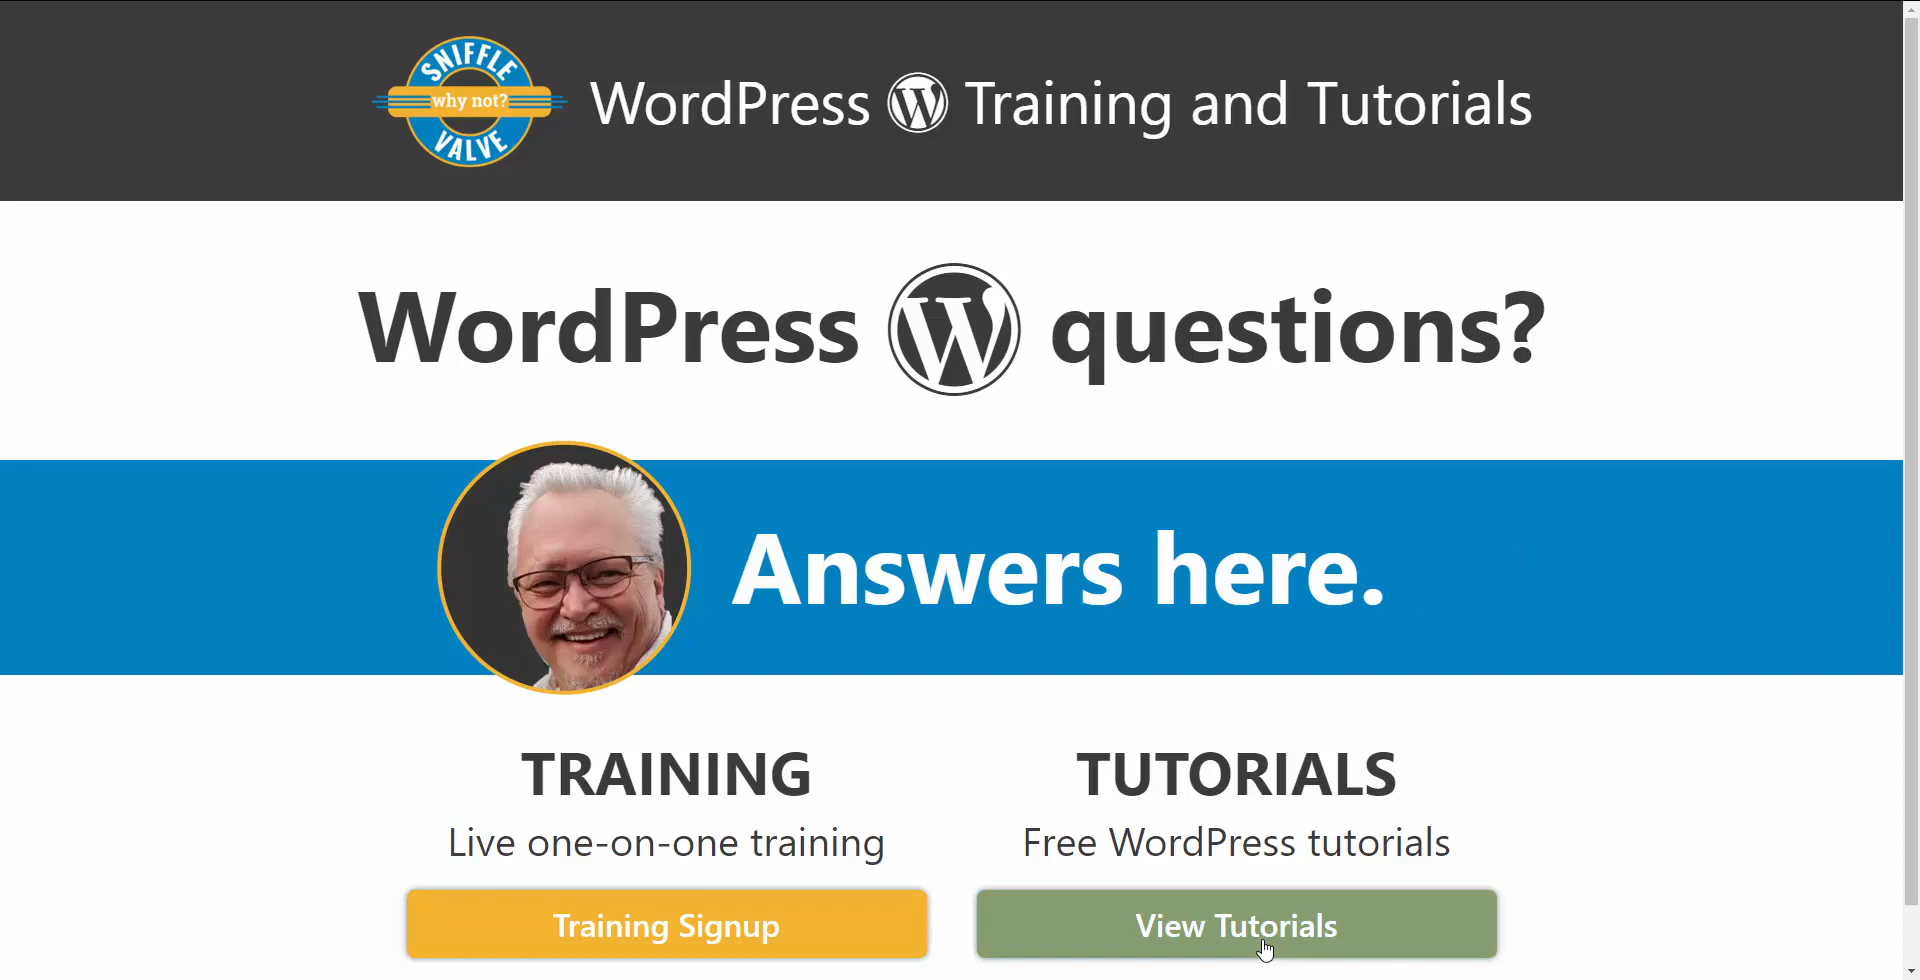 SNIFFLE
why not?
VALVE
WordPress Training and Tutorials
WordPress questions?
Answers here.
TRAINING
Live one-on-one training
Training Signup
TUTORIALS
Free WordPress tutorials
View Tutorials